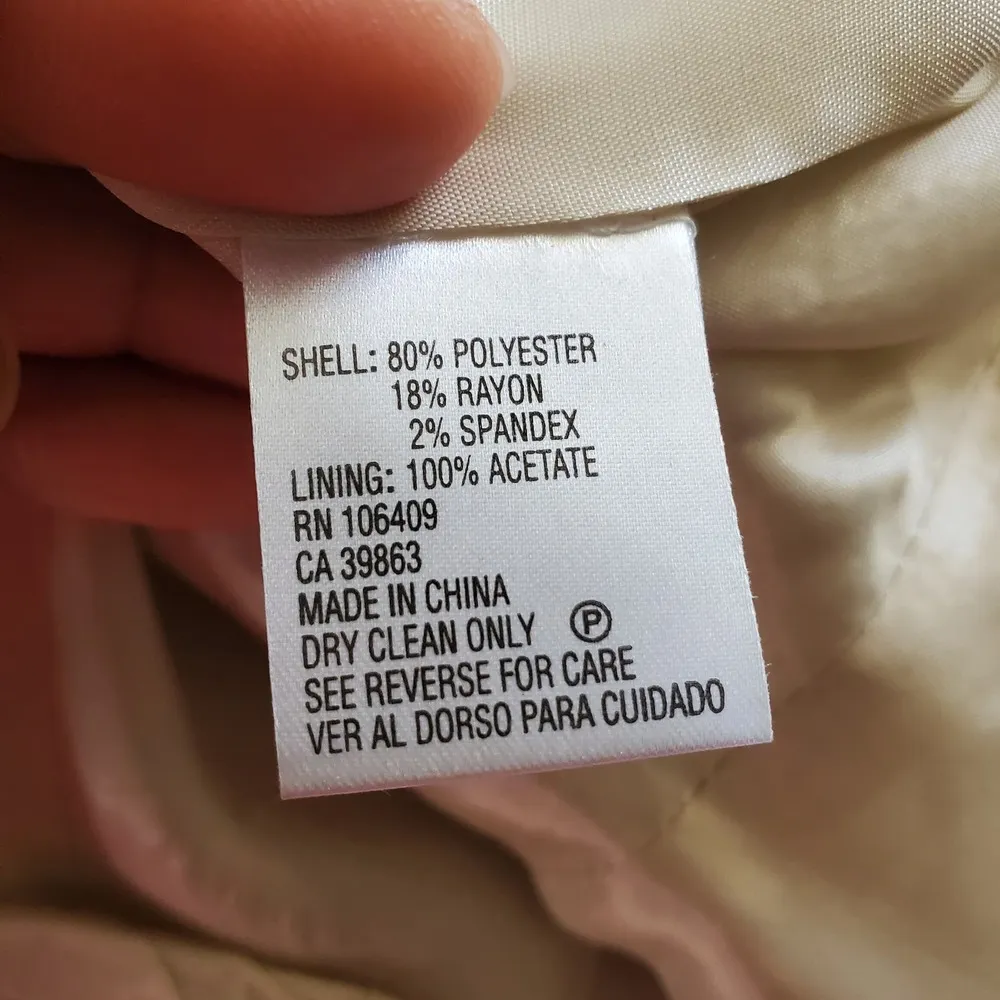 SHELL: 80% POLYESTER
18% RAYON
2% SPANDEX
LINING: 100% ACETATE
RN 106409
CA 39863
MADE IN CHINA
DRY CLEAN ONLY Ⓟ
SEE REVERSE FOR CARE
VER AL DORSO PARA CUIDADO